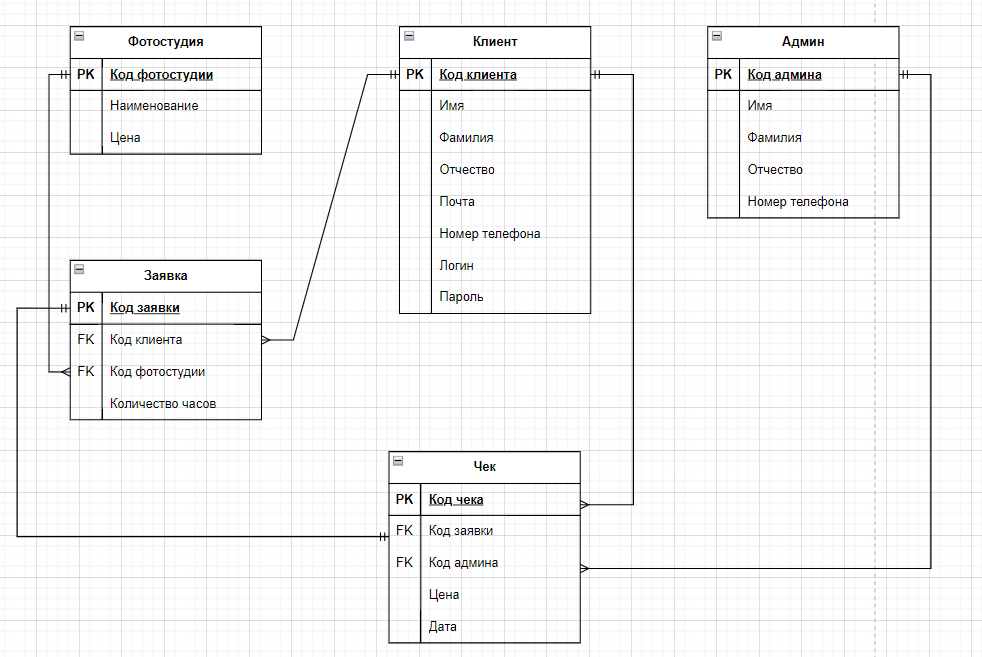 Фотостудия
PK Код фотостудии
Наименование
Цена
Клиент
PK Код клиента
Имя
Фамилия
Отчество
Почта
Номер телефона
Логин
Пароль
Админ
PK Код админа
Имя
Фамилия
Отчество
Номер телефона
Заявка
PK Код заявки
FK Код клиента
FK Код фотостудии
Количество часов
Чек
PK Код чека
FK Код заявки
FK Код админа
Цена
Дата